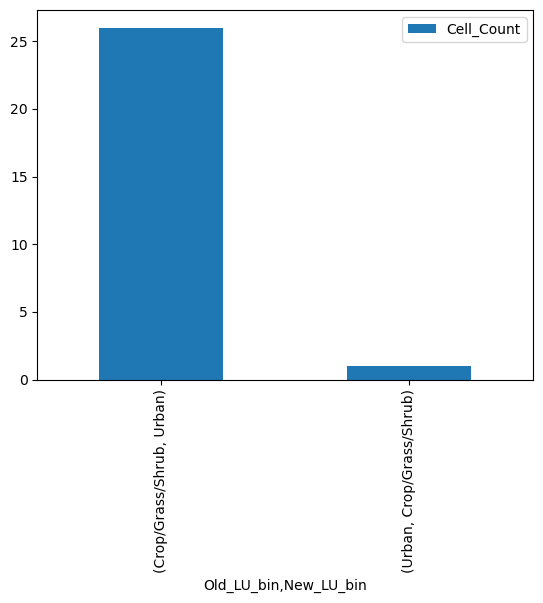 Cell_Count
25
20
15
10
5
0
(Crop/Grass/Shrub, Urban)
(Urban, Crop/Grass/Shrub)
Old_LU_bin,New_LU_bin